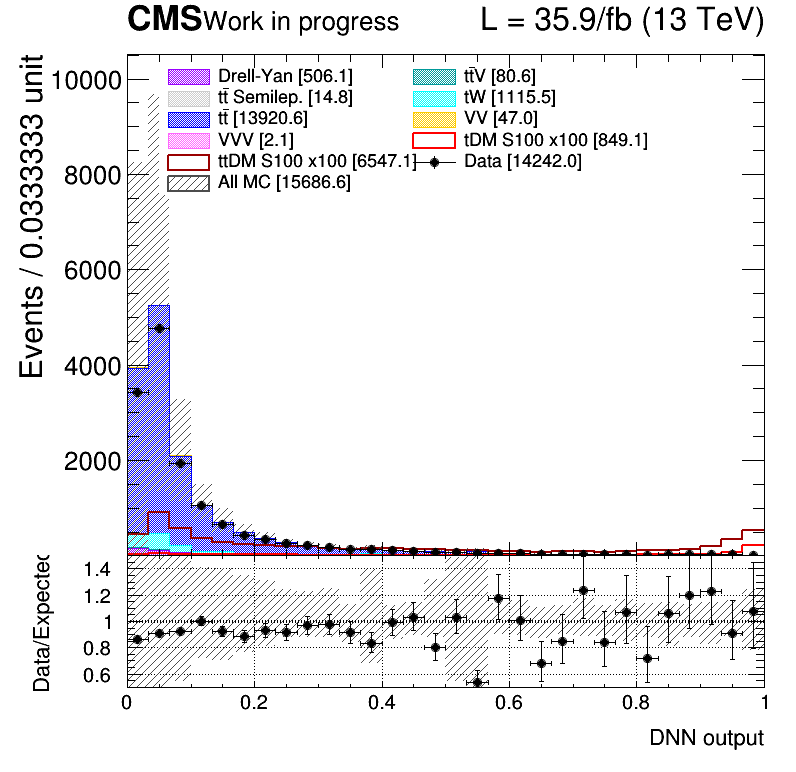 CMS Work in progress L = 35.9/fb (13 TeV)
Events / 0.0333333 unit
10000
8000
6000
4000
2000
Drell-Yan [506.1] tt̄V [80.6]
tt̄ Semilep. [14.8] tW [1115.5]
tt̄ [13920.6] VV [47.0]
VVV [2.1] tDM S100 x100 [849.1]
ttDM S100 x100 [6547.1] Data [14242.0]
All MC [15686.6]
Data/Expected
1.4
1.2
1
0.8
0.6
0 0.2 0.4 0.6 0.8 1
DNN output